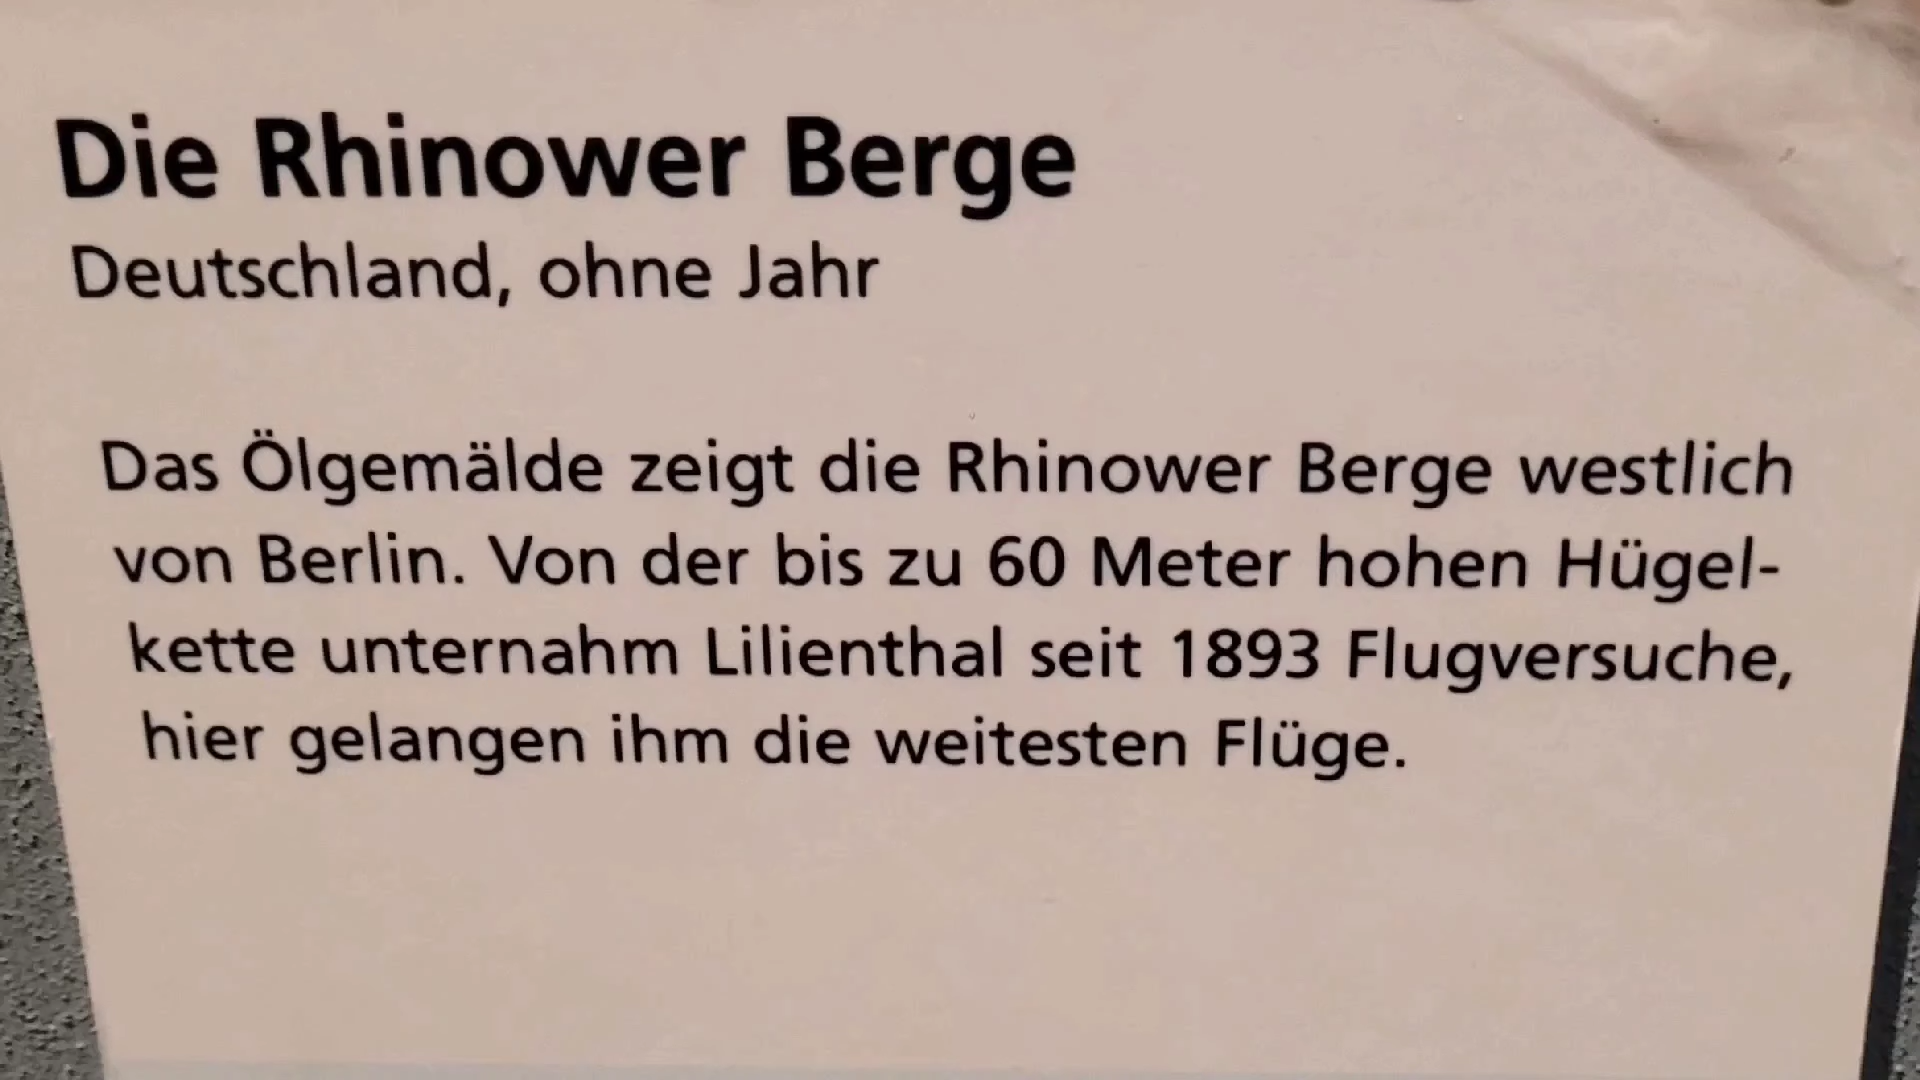 Die Rhinower Berge
Deutschland, ohne Jahr
Das Ölgemälde zeigt die Rhinower Berge westlich
von Berlin. Von der bis zu 60 Meter hohen Hügel-
kette unternahm Lilienthal seit 1893 Flugversuche,
hier gelangen ihm die weitesten Flüge.